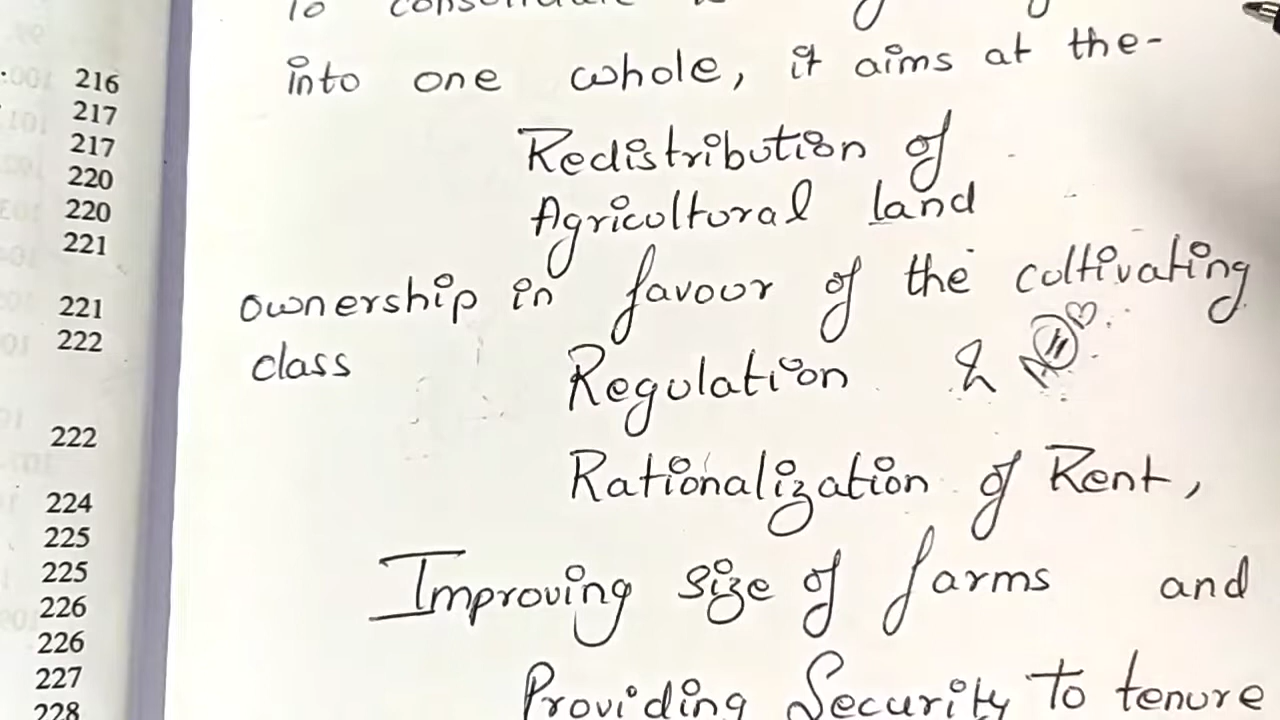 To
into one whole, it aims at the-
Redistribution of
Agricultural land
ownership in favour of the cultivating
class
Regulation &
Rationalization of Rent,
Improving size of farms and
Providing Security to tenure
216
217
217
220
220
221
221
222
222
224
225
225
226
226
227
228